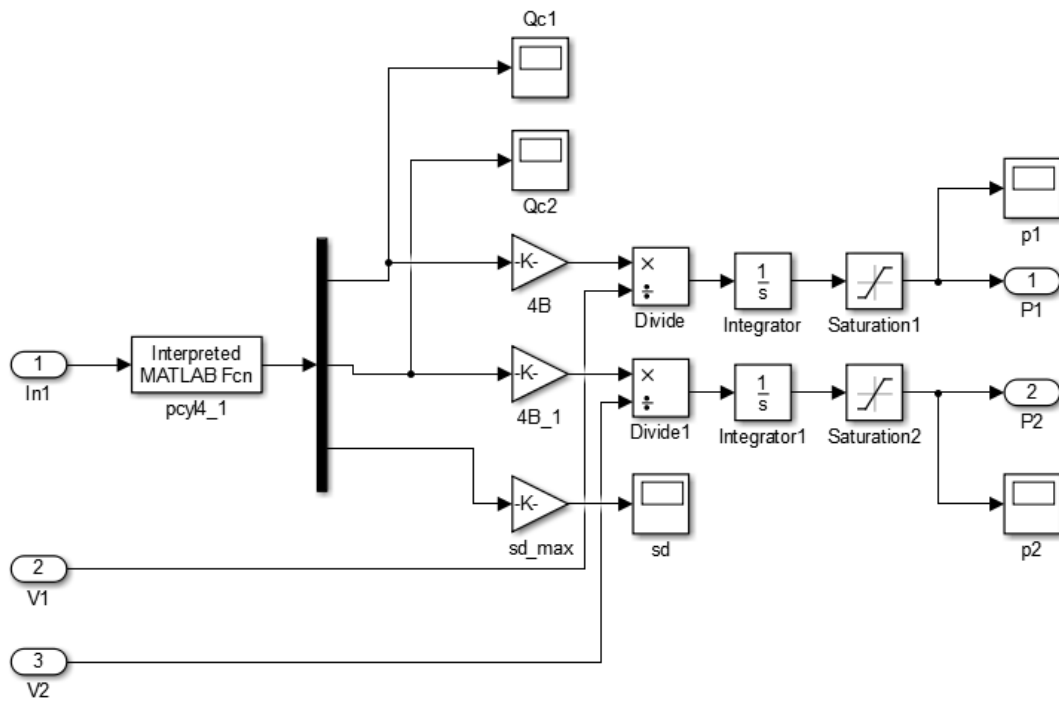 Qc1
Qc2
p1
-K-
4B
×
÷
Divide
1
s
Integrator
Saturation1
1
P1
1
In1
Interpreted
MATLAB Fcn
pcyl4_1
-K-
4B_1
×
÷
Divide1
1
s
Integrator1
Saturation2
2
P2
-K-
sd_max
sd
p2
2
V1
3
V2